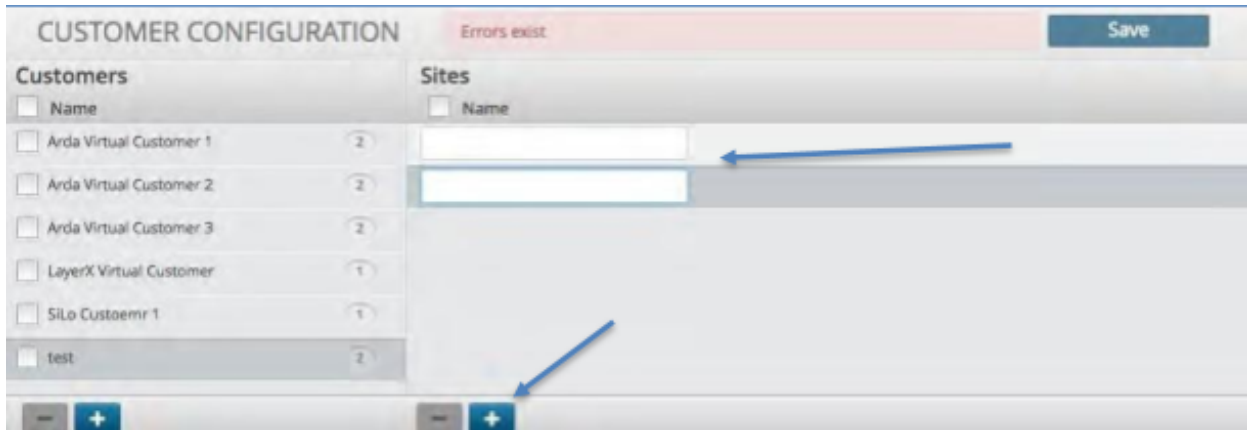 CUSTOMER CONFIGURATION Errors exist Save
Customers Sites
Name Name
Arda Virtual Customer 1 2
Arda Virtual Customer 2 2
Arda Virtual Customer 3 2
LayerX Virtual Customer 1
SiLo Custoemr 1 1
test 2
- + - +